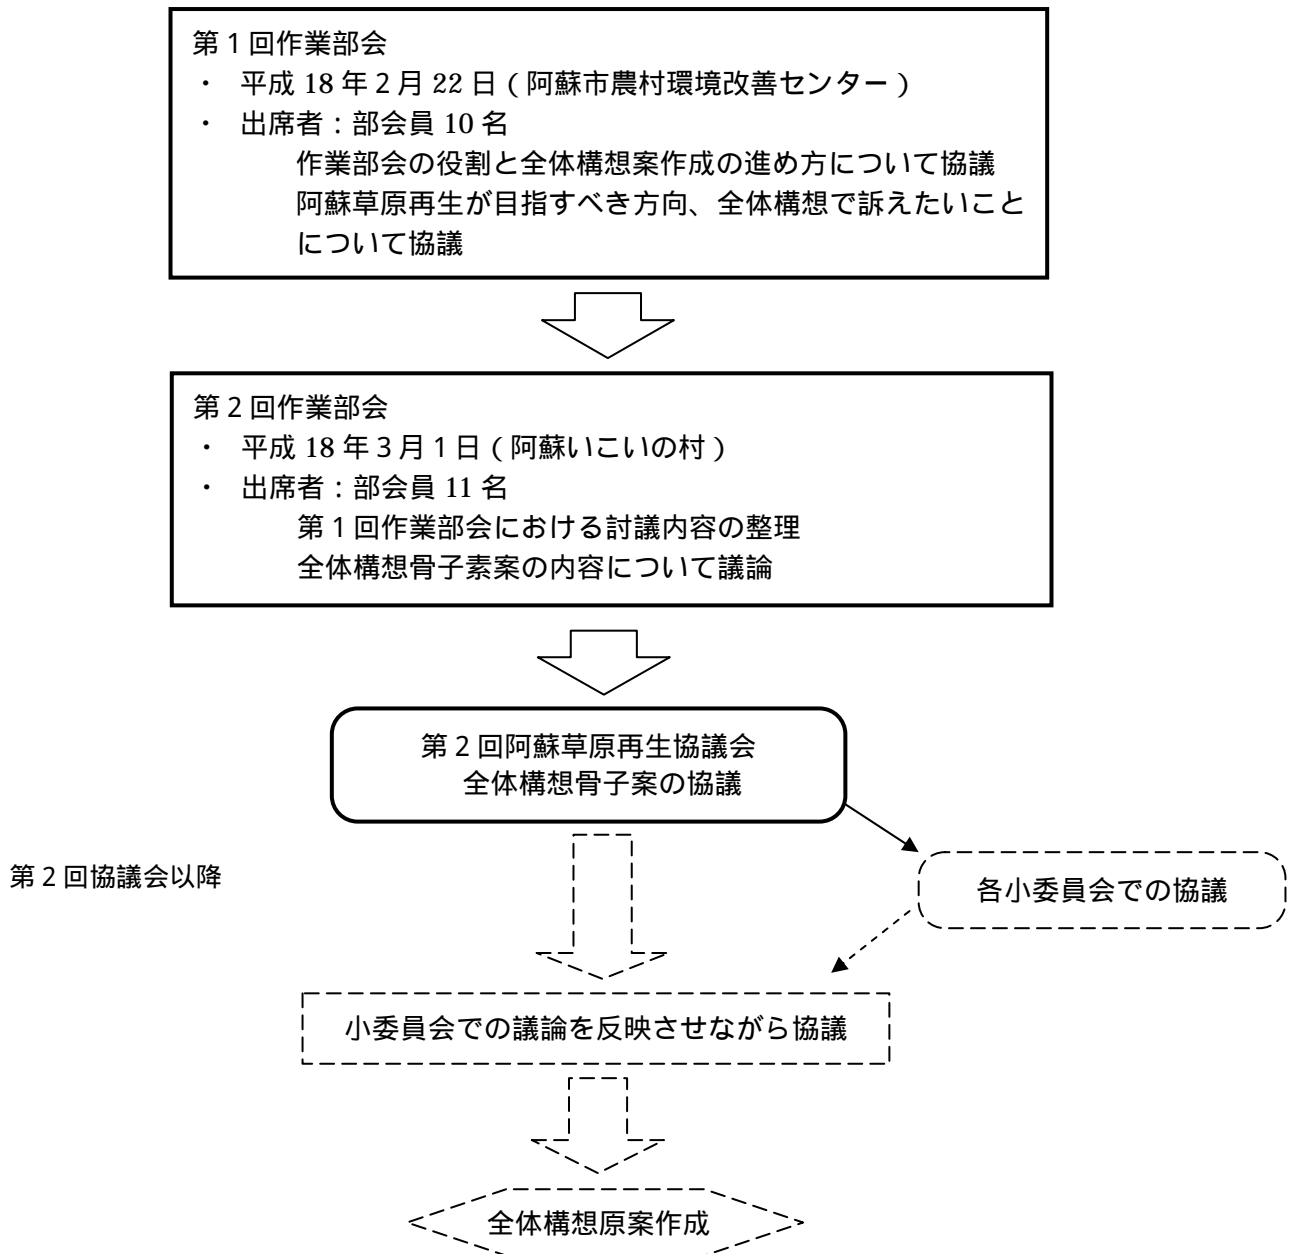 第1回作業部会
・ 平成 18 年2月 22 日(阿蘇市農村環境改善センター)
・ 出席者:部会員 10 名
作業部会の役割と全体構想案作成の進め方について協議
阿蘇草原再生が目指すべき方向、全体構想で訴えたいこと
について協議
第2回作業部会
・ 平成 18 年3月1日(阿蘇いこいの村)
・ 出席者:部会員 11 名
第1回作業部会における討議内容の整理
全体構想骨子素案の内容について議論
第2回阿蘇草原再生協議会
全体構想骨子案の協議
第2回協議会以降
各小委員会での協議
小委員会での議論を反映させながら協議
全体構想原案作成